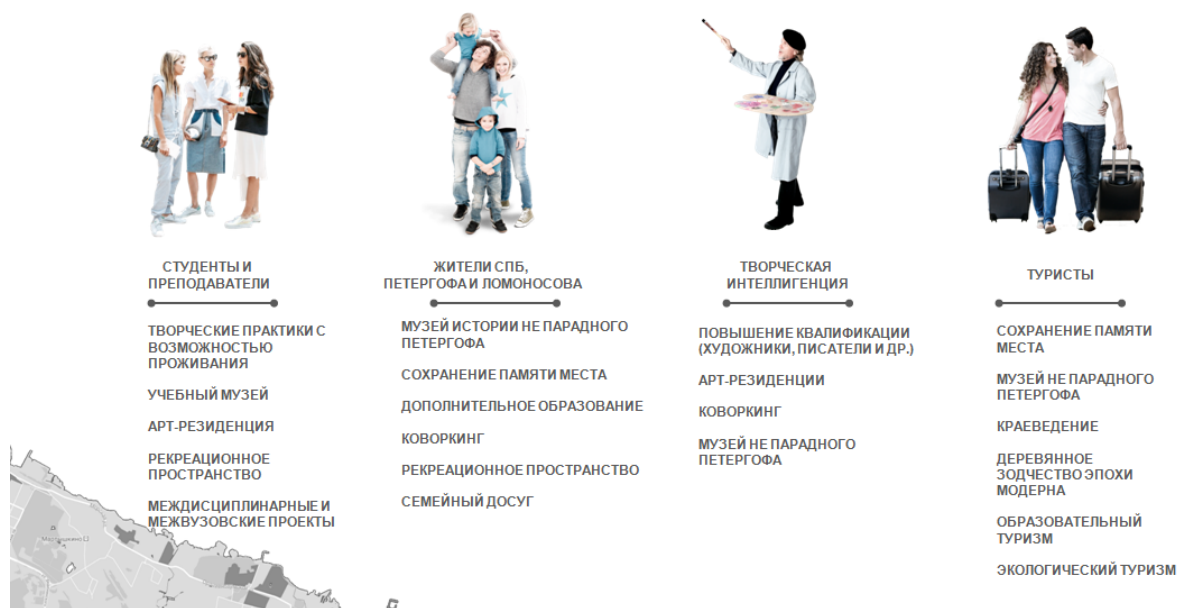 СТУДЕНТЫ И
ПРЕПОДАВАТЕЛИ
ТВОРЧЕСКИЕ ПРАКТИКИ С
ВОЗМОЖНОСТЬЮ
ПРОЖИВАНИЯ
УЧЕБНЫЙ МУЗЕЙ
АРТ-РЕЗИДЕНЦИЯ
РЕКРЕАЦИОННОЕ
ПРОСТРАНСТВО
МЕЖДИСЦИПЛИНАРНЫЕ И
МЕЖВУЗОВСКИЕ ПРОЕКТЫ
ЖИТЕЛИ СПБ,
ПЕТЕРГОФА И ЛОМОНОСОВА
МУЗЕЙ ИСТОРИИ НЕ ПАРАДНОГО
ПЕТЕРГОФА
СОХРАНЕНИЕ ПАМЯТИ МЕСТА
ДОПОЛНИТЕЛЬНОЕ ОБРАЗОВАНИЕ
КОВОРКИНГ
РЕКРЕАЦИОННОЕ ПРОСТРАНСТВО
СЕМЕЙНЫЙ ДОСУГ
ТВОРЧЕСКАЯ
ИНТЕЛЛИГЕНЦИЯ
ПОВЫШЕНИЕ КВАЛИФИКАЦИИ
(ХУДОЖНИКИ, ПИСАТЕЛИ И ДР.)
АРТ-РЕЗИДЕНЦИИ
КОВОРКИНГ
МУЗЕЙ НЕ ПАРАДНОГО
ПЕТЕРГОФА
ТУРИСТЫ
СОХРАНЕНИЕ ПАМЯТИ
МЕСТА
МУЗЕЙ НЕ ПАРАДНОГО
ПЕТЕРГОФА
КРАЕВЕДЕНИЕ
ДЕРЕВЯННОЕ
ЗОДЧЕСТВО ЭПОХИ
МОДЕРНА
ОБРАЗОВАТЕЛЬНЫЙ
ТУРИЗМ
ЭКОЛОГИЧЕСКИЙ ТУРИЗМ
Мартышкино